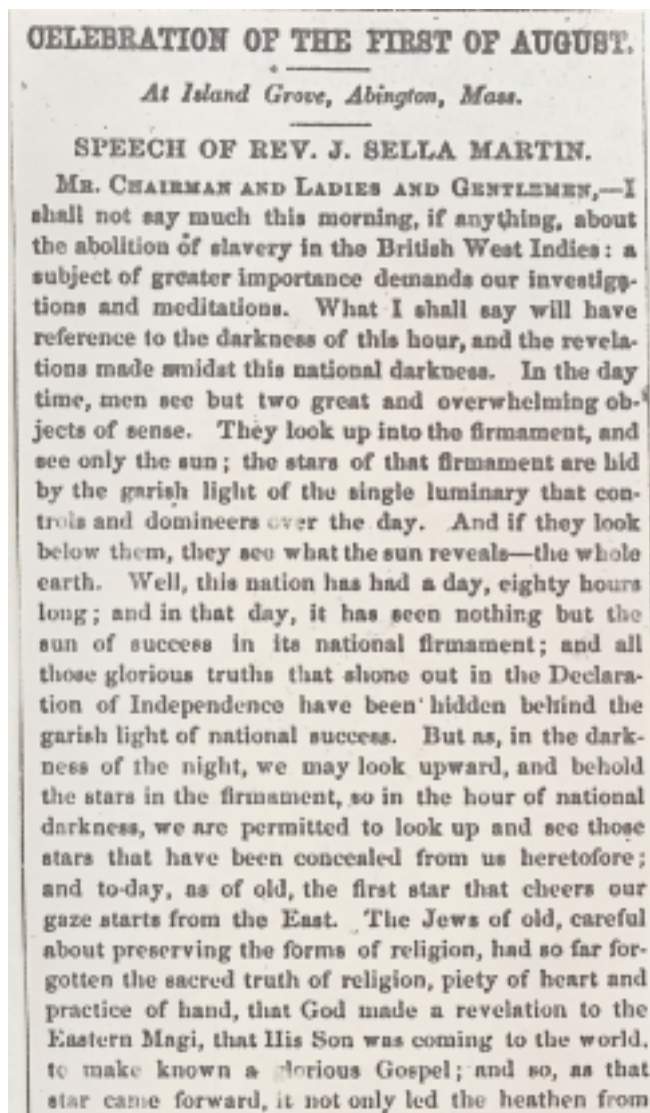 CELEBRATION OF THE FIRST OF AUGUST.
At Island Grove, Abington, Mass.
SPEECH OF REV. J. SELLA MARTIN.
MR. CHAIRMAN AND LADIES AND GENTLEMEN,—I
shall not say much this morning, if anything, about
the abolition of slavery in the British West Indies: a
subject of greater importance demands our investiga-
tions and meditations. What I shall say will have
reference to the darkness of this hour, and the revela-
tions made amidst this national darkness. In the day
time, men see but two great and overwhelming ob-
jects of sense. They look up into the firmament, and
see only the sun; the stars of that firmament are hid
by the garish light of the single luminary that con-
trols and domineers over the day. And if they look
below them, they see what the sun reveals—the whole
earth. Well, this nation has had a day, eighty hours
long; and in that day, it has seen nothing but the
sun of success in its national firmament; and all
those glorious truths that shone out in the Declara-
tion of Independence have been hidden behind the
garish light of national success. But as, in the dark-
ness of the night, we may look upward, and behold
the stars in the firmament, so in the hour of national
darkness, we are permitted to look up and see those
stars that have been concealed from us heretofore;
and to-day, as of old, the first star that cheers our
gaze starts from the East. The Jews of old, careful
about preserving the forms of religion, had so far for-
gotten the sacred truth of religion, piety of heart and
practice of hand, that God made a revelation to the
Eastern Magi, that His Son was coming to the world,
to make known a glorious Gospel; and so, as that
star came forward, it not only led the heathen from